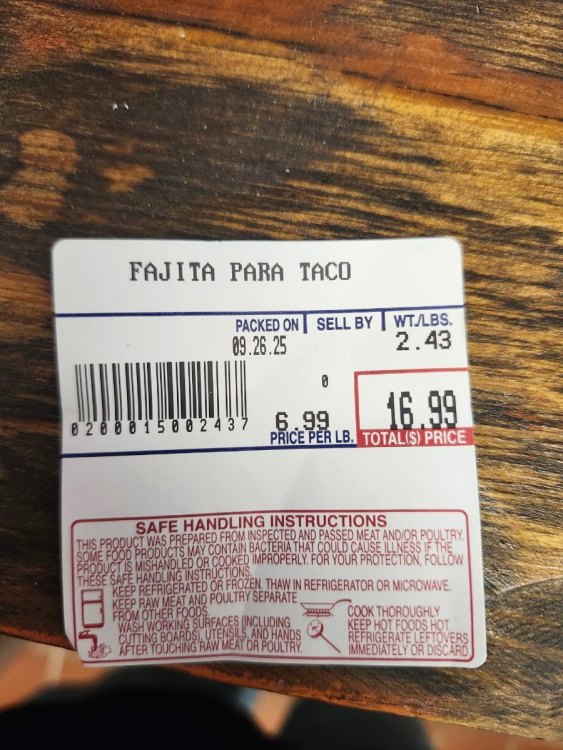 FAJITA PARA TACO
PACKED ON SELL BY WT./LBS.
09.26.25 2.43
0
0200015002437 6.99 16.99
PRICE PER LB. TOTAL($) PRICE
SAFE HANDLING INSTRUCTIONS
THIS PRODUCT WAS PREPARED FROM INSPECTED AND PASSED MEAT AND/OR POULTRY.
SOME FOOD PRODUCTS MAY CONTAIN BACTERIA THAT COULD CAUSE ILLNESS IF THE
PRODUCT IS MISHANDLED OR COOKED IMPROPERLY. FOR YOUR PROTECTION, FOLLOW
THESE SAFE HANDLING INSTRUCTIONS.
KEEP REFRIGERATED OR FROZEN. THAW IN REFRIGERATOR OR MICROWAVE.
KEEP RAW MEAT AND POULTRY SEPARATE
FROM OTHER FOODS.
WASH WORKING SURFACES (INCLUDING
CUTTING BOARDS), UTENSILS, AND HANDS
AFTER TOUCHING RAW MEAT OR POULTRY.
COOK THOROUGHLY
KEEP HOT FOODS HOT.
REFRIGERATE LEFTOVERS
IMMEDIATELY OR DISCARD